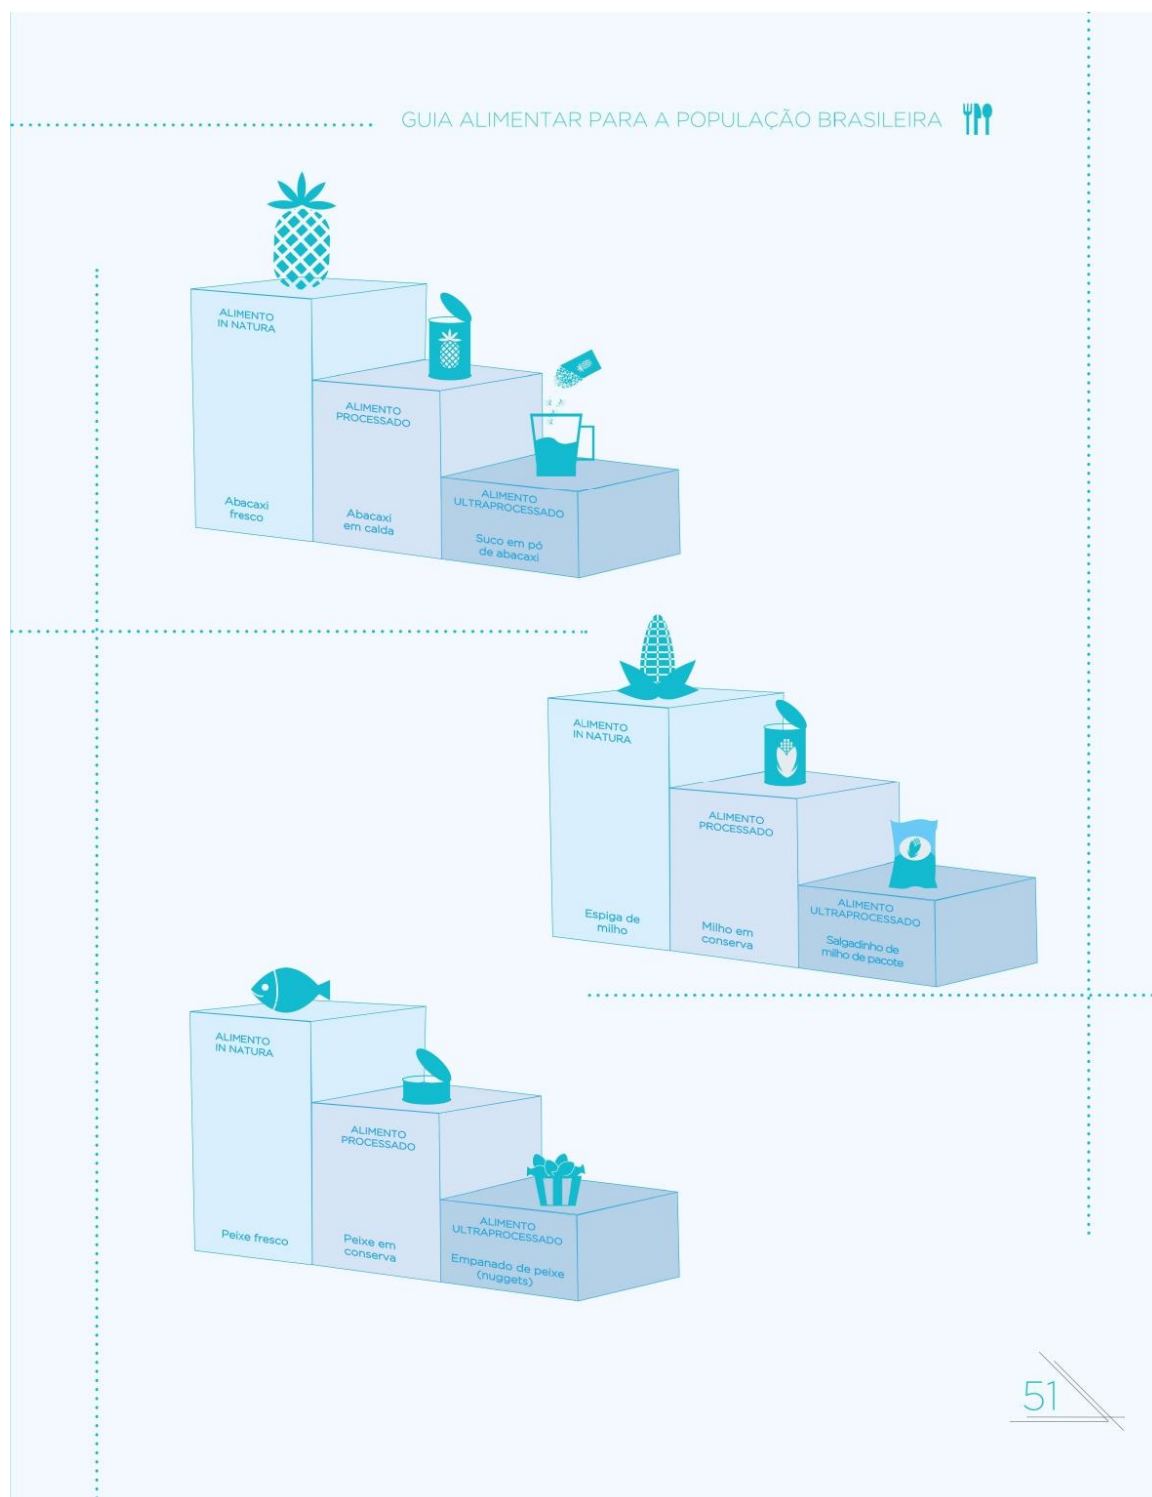 GUIA ALIMENTAR PARA A POPULAÇÃO BRASILEIRA
ALIMENTO
IN NATURA
Abacaxi
fresco
ALIMENTO
PROCESSADO
Abacaxi
em calda
ALIMENTO
ULTRAPROCESSADO
Suco em pó
de abacaxi
ALIMENTO
IN NATURA
Espiga de
milho
ALIMENTO
PROCESSADO
Milho em
conserva
ALIMENTO
ULTRAPROCESSADO
Salgadinho de
milho de pacote
ALIMENTO
IN NATURA
Peixe fresco
ALIMENTO
PROCESSADO
Peixe em
conserva
ALIMENTO
ULTRAPROCESSADO
Empanado de peixe
(nuggets)
51